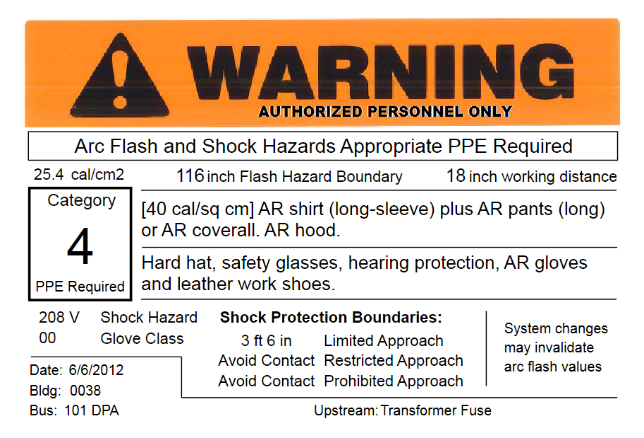 WARNING
AUTHORIZED PERSONNEL ONLY
Arc Flash and Shock Hazards Appropriate PPE Required
25.4 cal/cm2 116 inch Flash Hazard Boundary 18 inch working distance
Category
4
PPE Required
[40 cal/sq cm] AR shirt (long-sleeve) plus AR pants (long)
or AR coverall. AR hood.
Hard hat, safety glasses, hearing protection, AR gloves
and leather work shoes.
208 V Shock Hazard
00 Glove Class
Shock Protection Boundaries:
3 ft 6 in Limited Approach
Avoid Contact Restricted Approach
Avoid Contact Prohibited Approach
System changes
may invalidate
arc flash values
Date: 6/6/2012
Bldg: 0038
Bus: 101 DPA
Upstream: Transformer Fuse